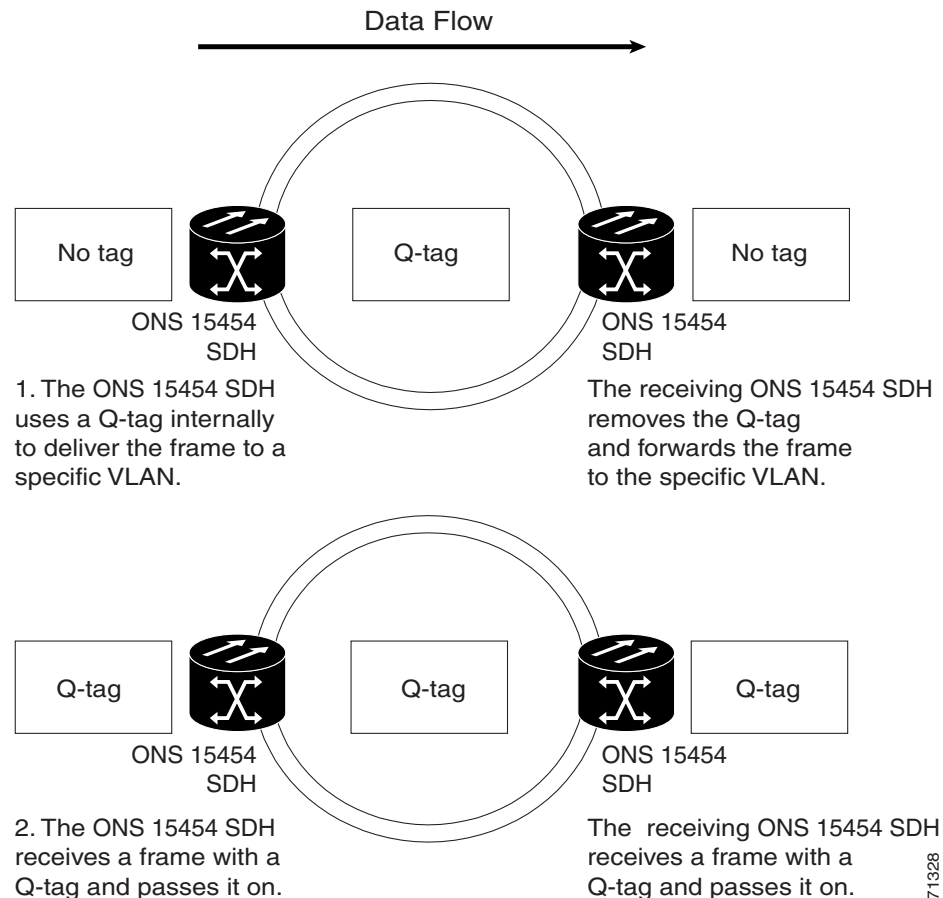 Data Flow
No tag
Q-tag
No tag
ONS 15454
SDH
ONS 15454
SDH
1. The ONS 15454 SDH
uses a Q-tag internally
to deliver the frame to a
specific VLAN.
The receiving ONS 15454 SDH
removes the Q-tag
and forwards the frame
to the specific VLAN.
Q-tag
Q-tag
Q-tag
ONS 15454
SDH
ONS 15454
SDH
2. The ONS 15454 SDH
receives a frame with a
Q-tag and passes it on.
The receiving ONS 15454 SDH
receives a frame with a
Q-tag and passes it on.
71328